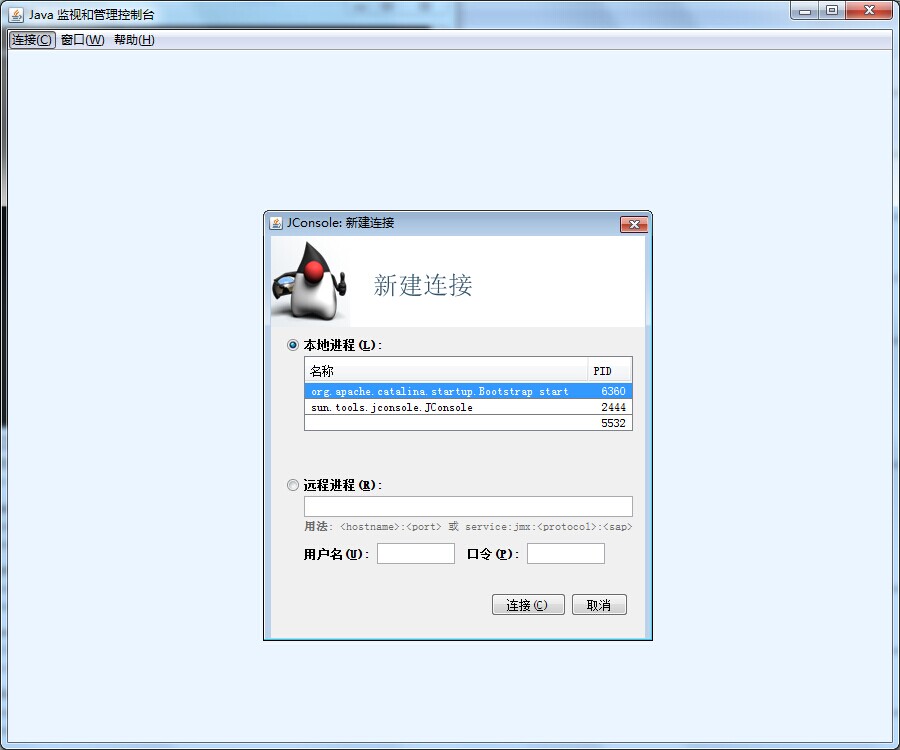 Java 监视和管理控制台
连接(C) 窗口(W) 帮助(H)
JConsole: 新建连接
新建连接
本地进程(L):
名称 PID
org.apache.catalina.startup.Bootstrap start 6360
sun.tools.jconsole.JConsole 2444
5532
远程进程(R):
用法: <hostname>:<port> 或 service:jmx:<protocol>:<sap>
用户名(U): 口令(P):
连接(C) 取消